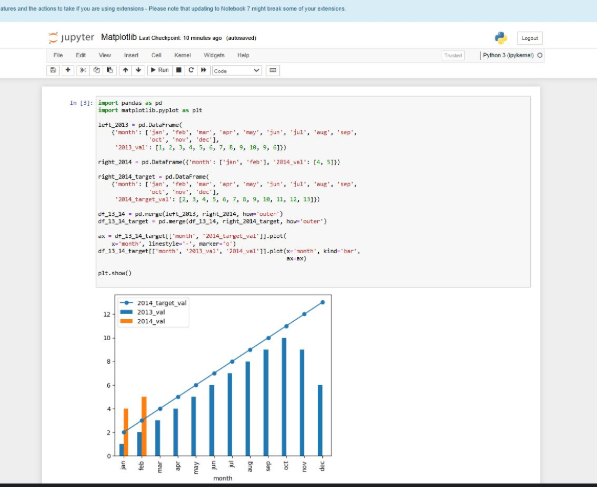 atures and the actions to take if you are using extensions - Please note that updating to Notebook 7 might break some of your extensions.
jupyter Matplotlib Last Checkpoint: 10 minutes ago (autosaved)
Logout
File Edit View Insert Cell Kernel Widgets Help
Trusted
Python 3 (ipykernel)
Run
Code
In [3]: import pandas as pd
import matplotlib.pyplot as plt
left_2013 = pd.DataFrame(
{'month': ['jan', 'feb', 'mar', 'apr', 'may', 'jun', 'jul', 'aug', 'sep',
'oct', 'nov', 'dec'],
'2013_val': [1, 2, 3, 4, 5, 6, 7, 8, 9, 10, 9, 6]})
right_2014 = pd.DataFrame({'month': ['jan', 'feb'], '2014_val': [4, 5]})
right_2014_target = pd.DataFrame(
{'month': ['jan', 'feb', 'mar', 'apr', 'may', 'jun', 'jul', 'aug', 'sep',
'oct', 'nov', 'dec'],
'2014_target_val': [2, 3, 4, 5, 6, 7, 8, 9, 10, 11, 12, 13]})
df_13_14 = pd.merge(left_2013, right_2014, how='outer')
df_13_14_target = pd.merge(df_13_14, right_2014_target, how='outer')
ax = df_13_14_target[['month', '2014_target_val']].plot(
x='month', linestyle='-', marker='o')
df_13_14_target[['month', '2013_val', '2014_val']].plot(x='month', kind='bar',
ax=ax)
plt.show()
2014_target_val
2013_val
2014_val
12
10
8
6
4
2
0
jan feb mar apr may jun jul aug sep oct nov dec
month